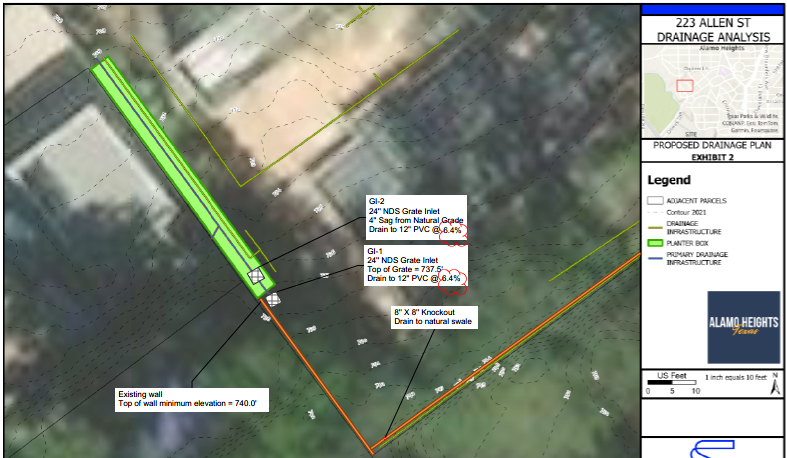 GI-2
24" NDS Grate Inlet
4" Sag from Natural Grade
Drain to 12" PVC @ 6.4%
GI-1
24" NDS Grate Inlet
Top of Grate = 737.5'
Drain to 12" PVC @ 6.4%
8" X 8" Knockout
Drain to natural swale
Existing wall
Top of wall minimum elevation = 740.0'
223 ALLEN ST
DRAINAGE ANALYSIS
Alamo Heights
SITE
PROPOSED DRAINAGE PLAN
EXHIBIT 2
Legend
ADJACENT PARCELS
Contour 2021
DRAINAGE
INFRASTRUCTURE
PLANTER BOX
PRIMARY DRAINAGE
INFRASTRUCTURE
ALAMO HEIGHTS
Texas
US Feet
0 5 10
1 inch equals 10 feet
N